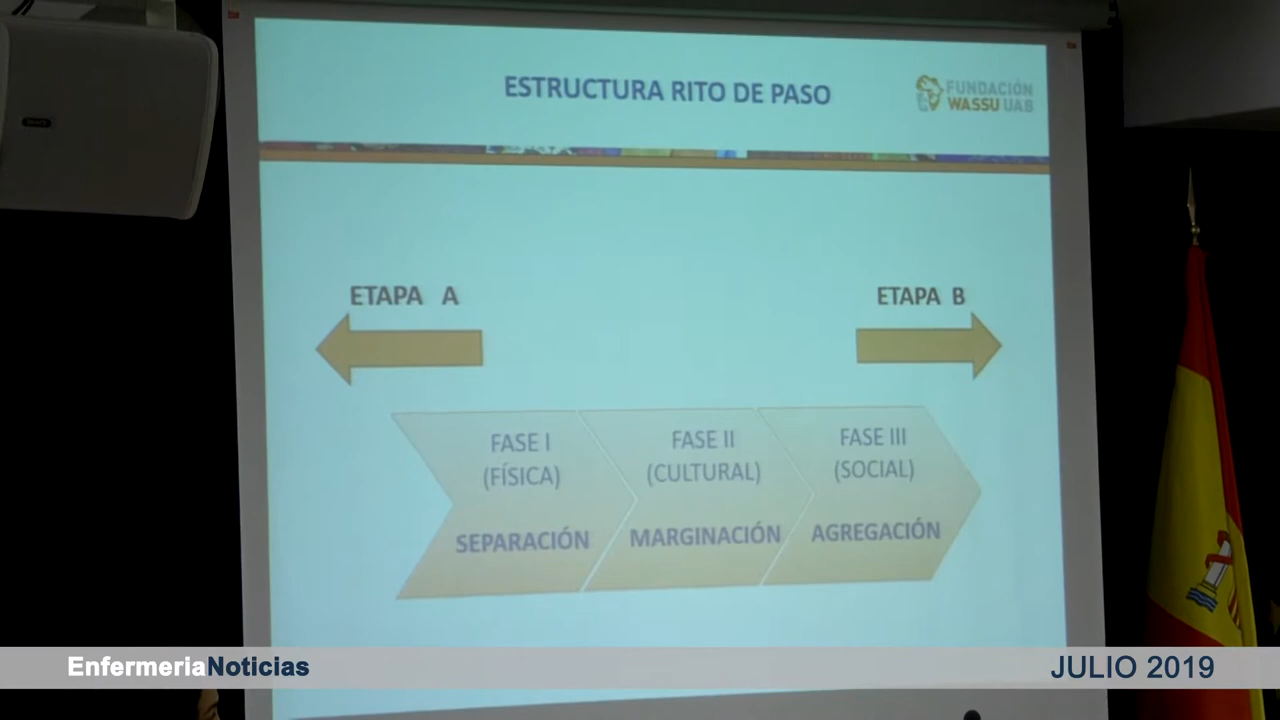 ESTRUCTURA RITO DE PASO
FUNDACIÓN
WASSU UAB
ETAPA A
ETAPA B
FASE I
(FÍSICA)
SEPARACIÓN
FASE II
(CULTURAL)
MARGINACIÓN
FASE III
(SOCIAL)
AGREGACIÓN
EnfermeriaNoticias
JULIO 2019